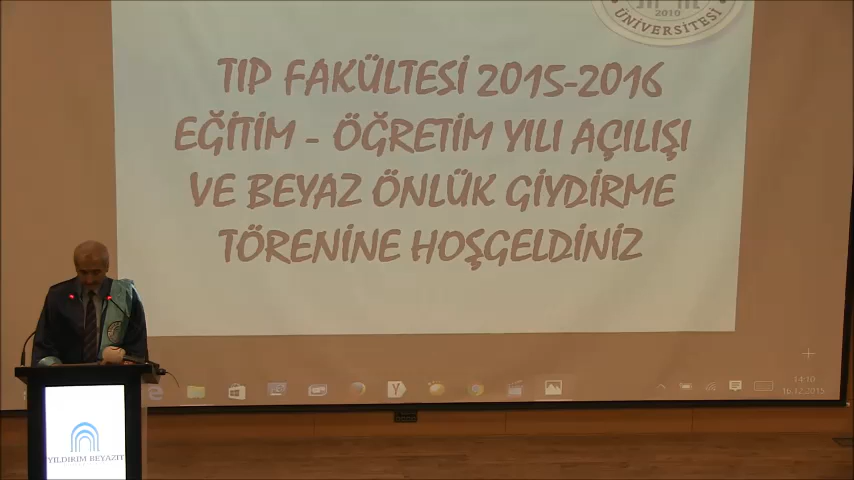 2010
ÜNİVERSİTESİ
TIP FAKÜLTESİ 2015-2016
EĞİTİM - ÖĞRETİM YILI AÇILIŞI
VE BEYAZ ÖNLÜK GİYDİRME
TÖRENİNE HOŞGELDİNİZ
14:10
16.12.2015
YILDIRIM BEYAZIT